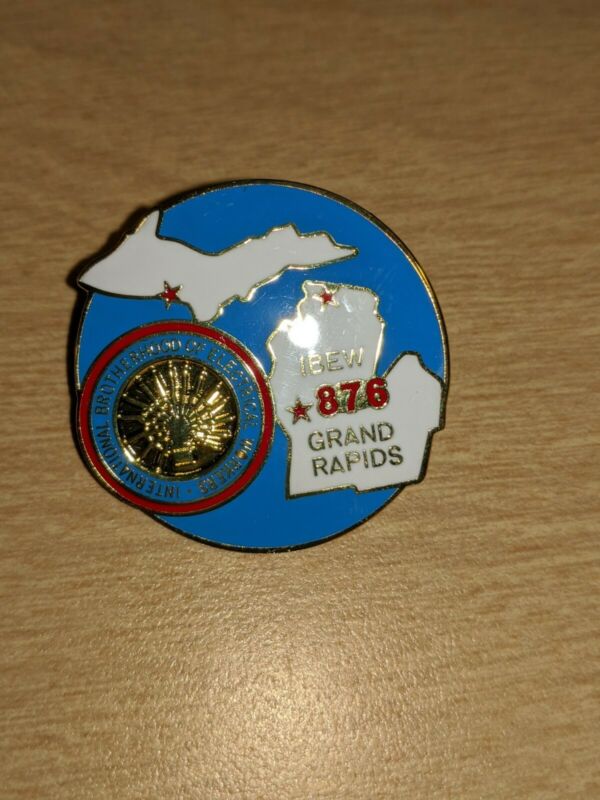 IBEW
876
GRAND
RAPIDS
INTERNATIONAL BROTHERHOOD OF ELECTRICAL WORKERS ·